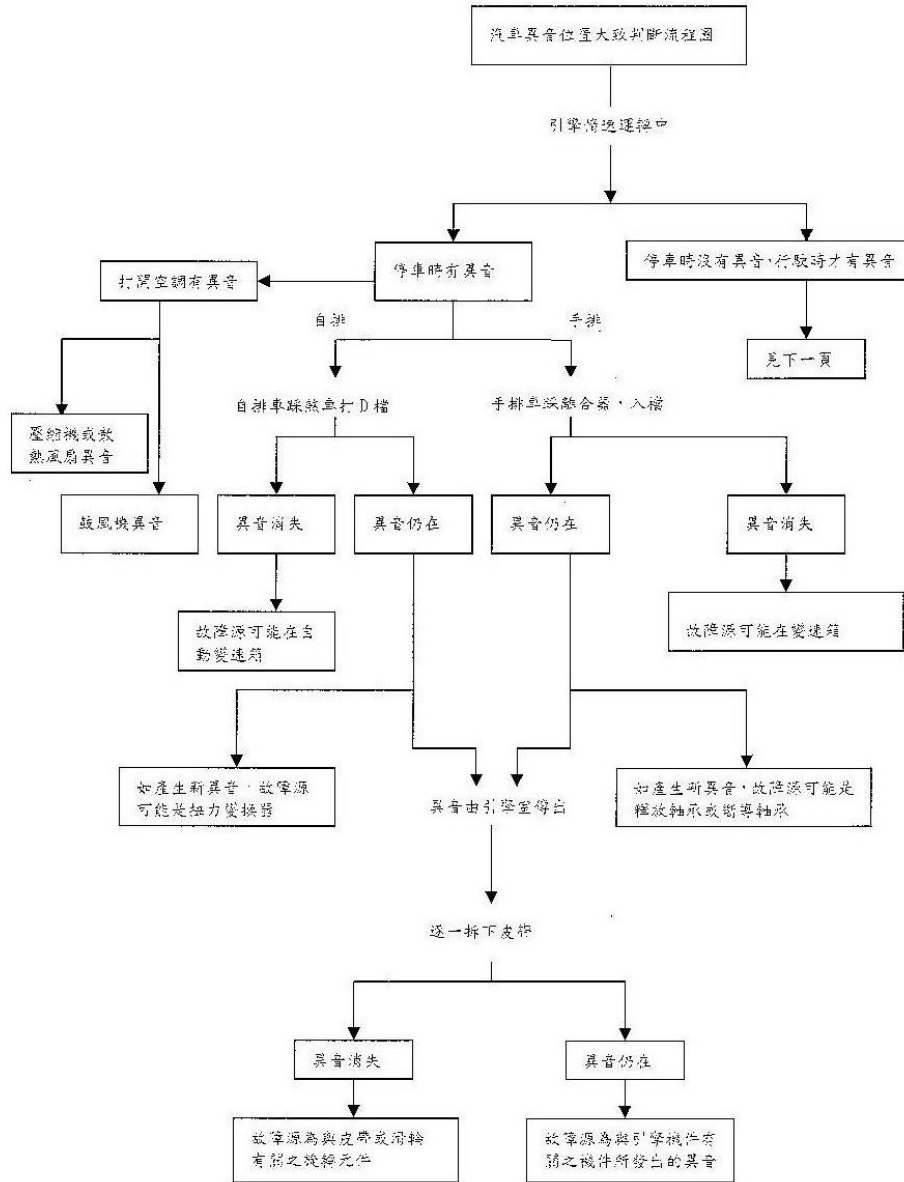 汽車異音位置大致判斷流程圖
引擎惰速運轉中
停車時有異音
停車時沒有異音,行駛時才有異音
打開空調有異音
自排
手排
見下一頁
自排車踩煞車打D檔
手排車踩離合器,入檔
壓縮機或散
熱風扇異音
鼓風機異音
異音消失
異音仍在
異音仍在
異音消失
故障源可能在自
動變速箱
故障源可能在變速箱
如產生新異音,故障源
可能是扭力變換器
異音由引擎室傳出
如產生新異音,故障源可能是
釋放軸承或嚮導軸承
逐一拆下皮帶
異音消失
異音仍在
故障源為與皮帶或滑輪
有關之旋轉元件
故障源為與引擎機件有
關之機件所發出的異音